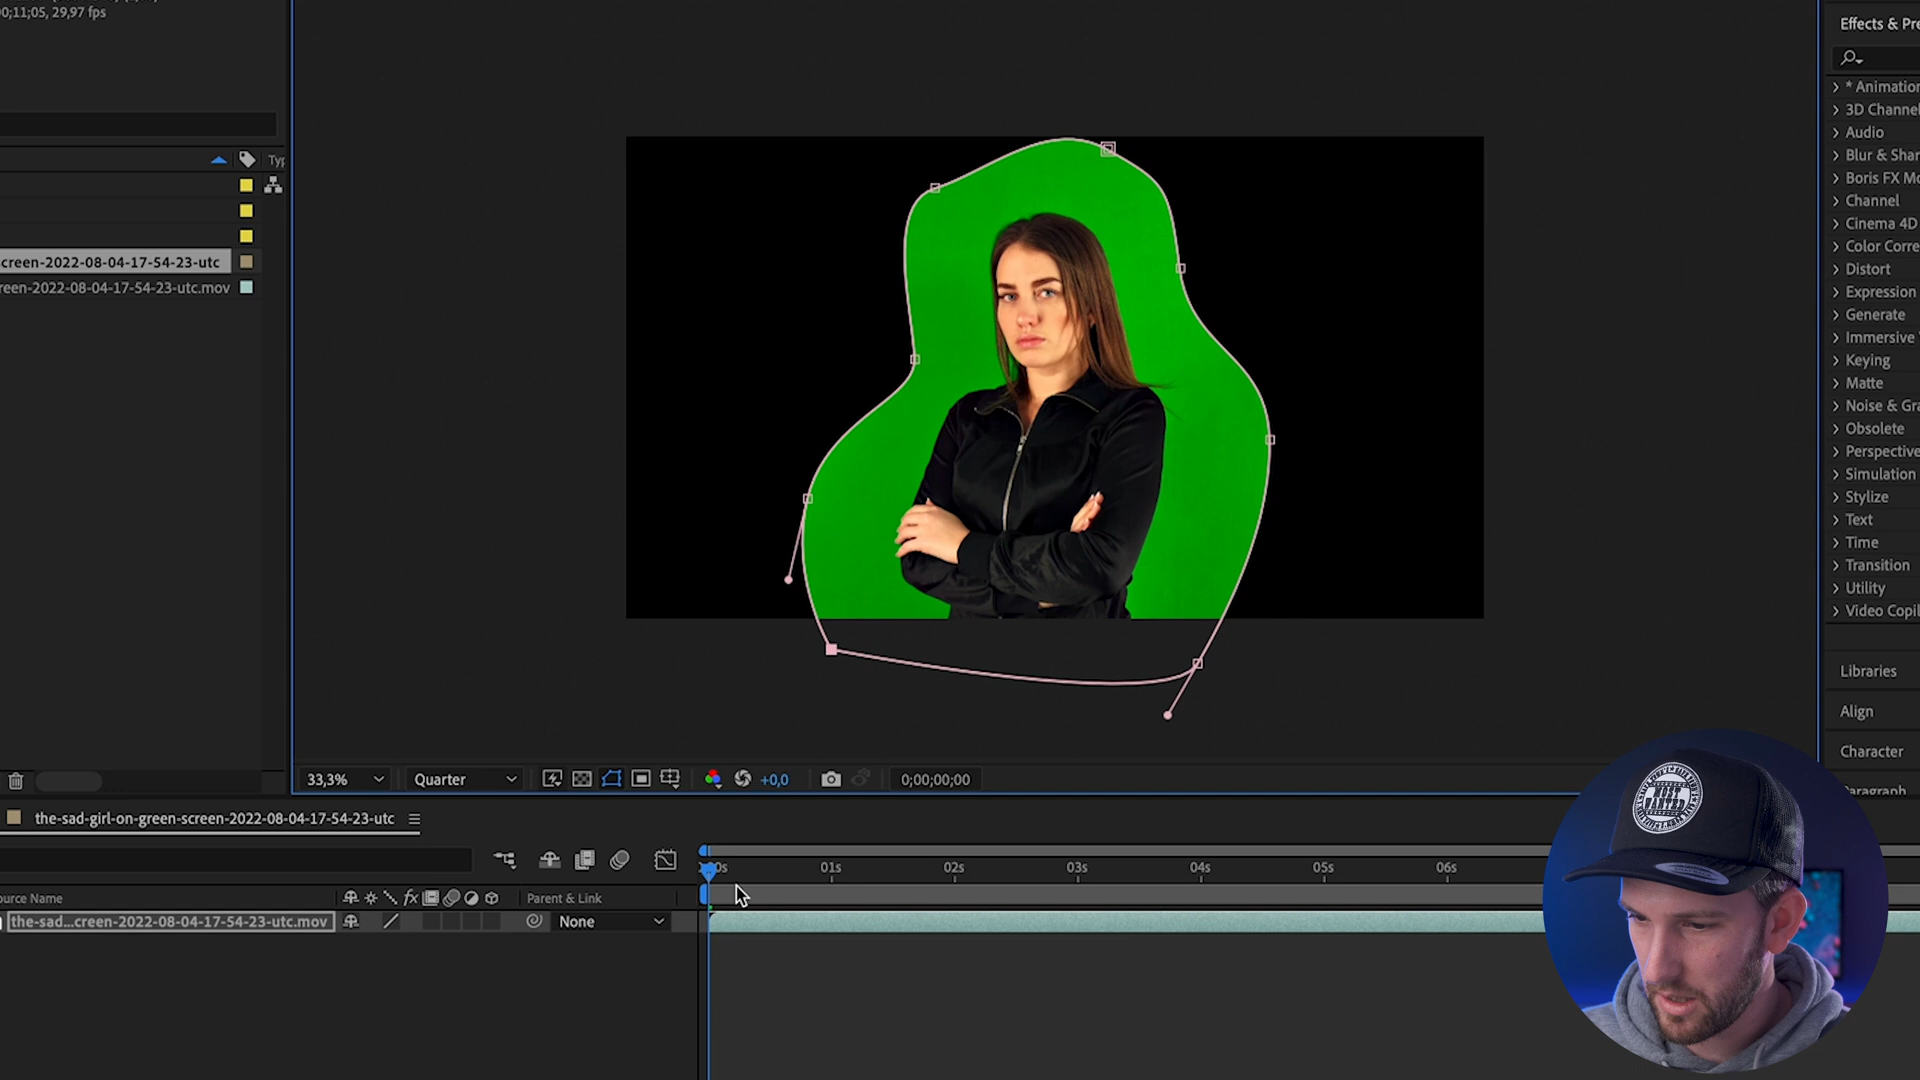 0;11;05, 29,97 fps
Typ
creen-2022-08-04-17-54-23-utc
reen-2022-08-04-17-54-23-utc.mov
Effects & Pre
* Animation
3D Channel
Audio
Blur & Shar
Boris FX Mo
Channel
Cinema 4D
Color Corre
Distort
Expression
Generate
Immersive V
Keying
Matte
Noise & Gra
Obsolete
Perspective
Simulation
Stylize
Text
Time
Transition
Utility
Video Copil
Libraries
Align
Character
Paragraph
33,3%
Quarter
+0,0
0;00;00;00
the-sad-girl-on-green-screen-2022-08-04-17-54-23-utc
00s 01s 02s 03s 04s 05s 06s
ource Name
fx
Parent & Link
the-sad...creen-2022-08-04-17-54-23-utc.mov
None
MOST
WANTED